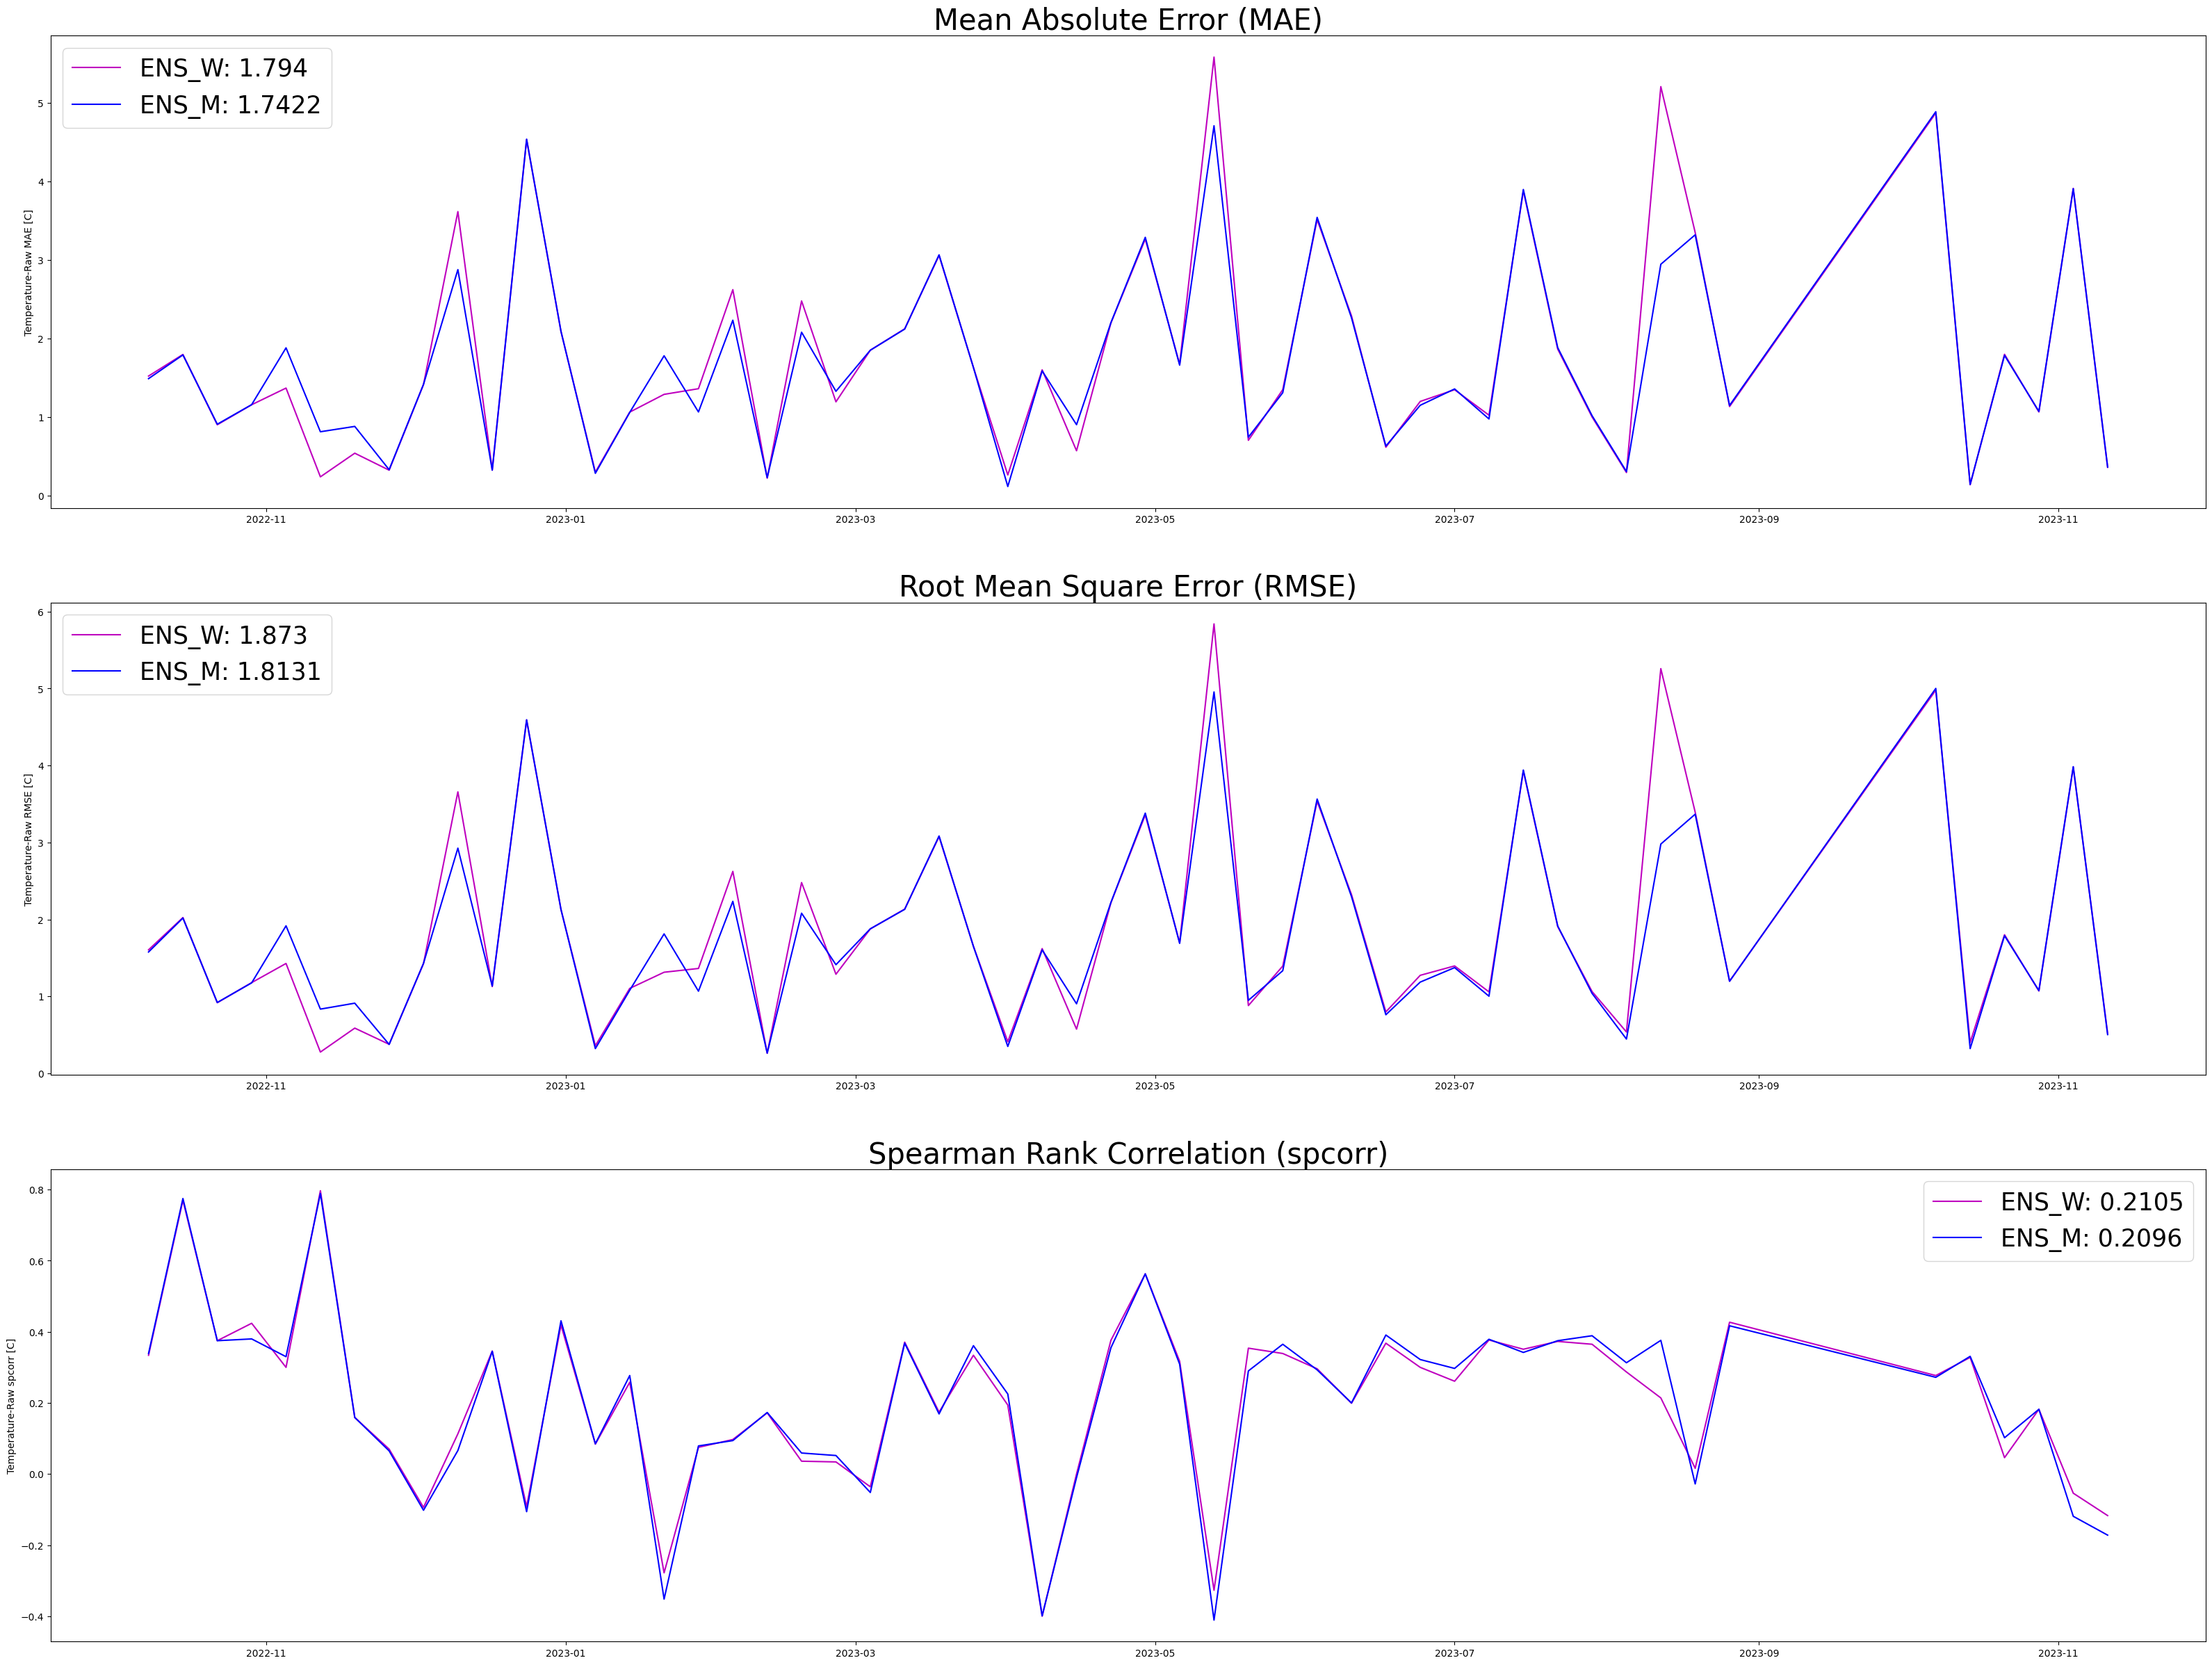 Mean Absolute Error (MAE)
ENS_W: 1.794
ENS_M: 1.7422
Temperature-Raw MAE [C]
5
4
3
2
1
0
2022-11 2023-01 2023-03 2023-05 2023-07 2023-09 2023-11
Root Mean Square Error (RMSE)
ENS_W: 1.873
ENS_M: 1.8131
Temperature-Raw RMSE [C]
6
5
4
3
2
1
0
2022-11 2023-01 2023-03 2023-05 2023-07 2023-09 2023-11
Spearman Rank Correlation (spcorr)
ENS_W: 0.2105
ENS_M: 0.2096
Temperature-Raw spcorr [C]
0.8
0.6
0.4
0.2
0.0
−0.2
−0.4
2022-11 2023-01 2023-03 2023-05 2023-07 2023-09 2023-11